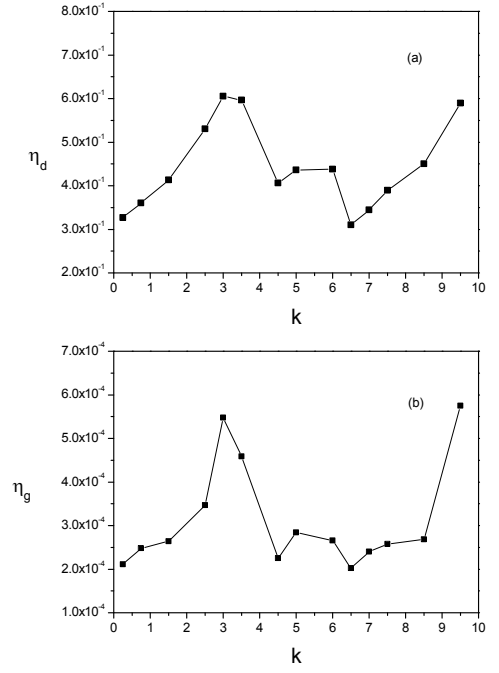 8.0x10⁻¹
7.0x10⁻¹
6.0x10⁻¹
5.0x10⁻¹
4.0x10⁻¹
3.0x10⁻¹
2.0x10⁻¹
η_d
(a)
0 1 2 3 4 5 6 7 8 9 10
k
7.0x10⁻⁴
6.0x10⁻⁴
5.0x10⁻⁴
4.0x10⁻⁴
3.0x10⁻⁴
2.0x10⁻⁴
1.0x10⁻⁴
η_g
(b)
0 1 2 3 4 5 6 7 8 9 10
k